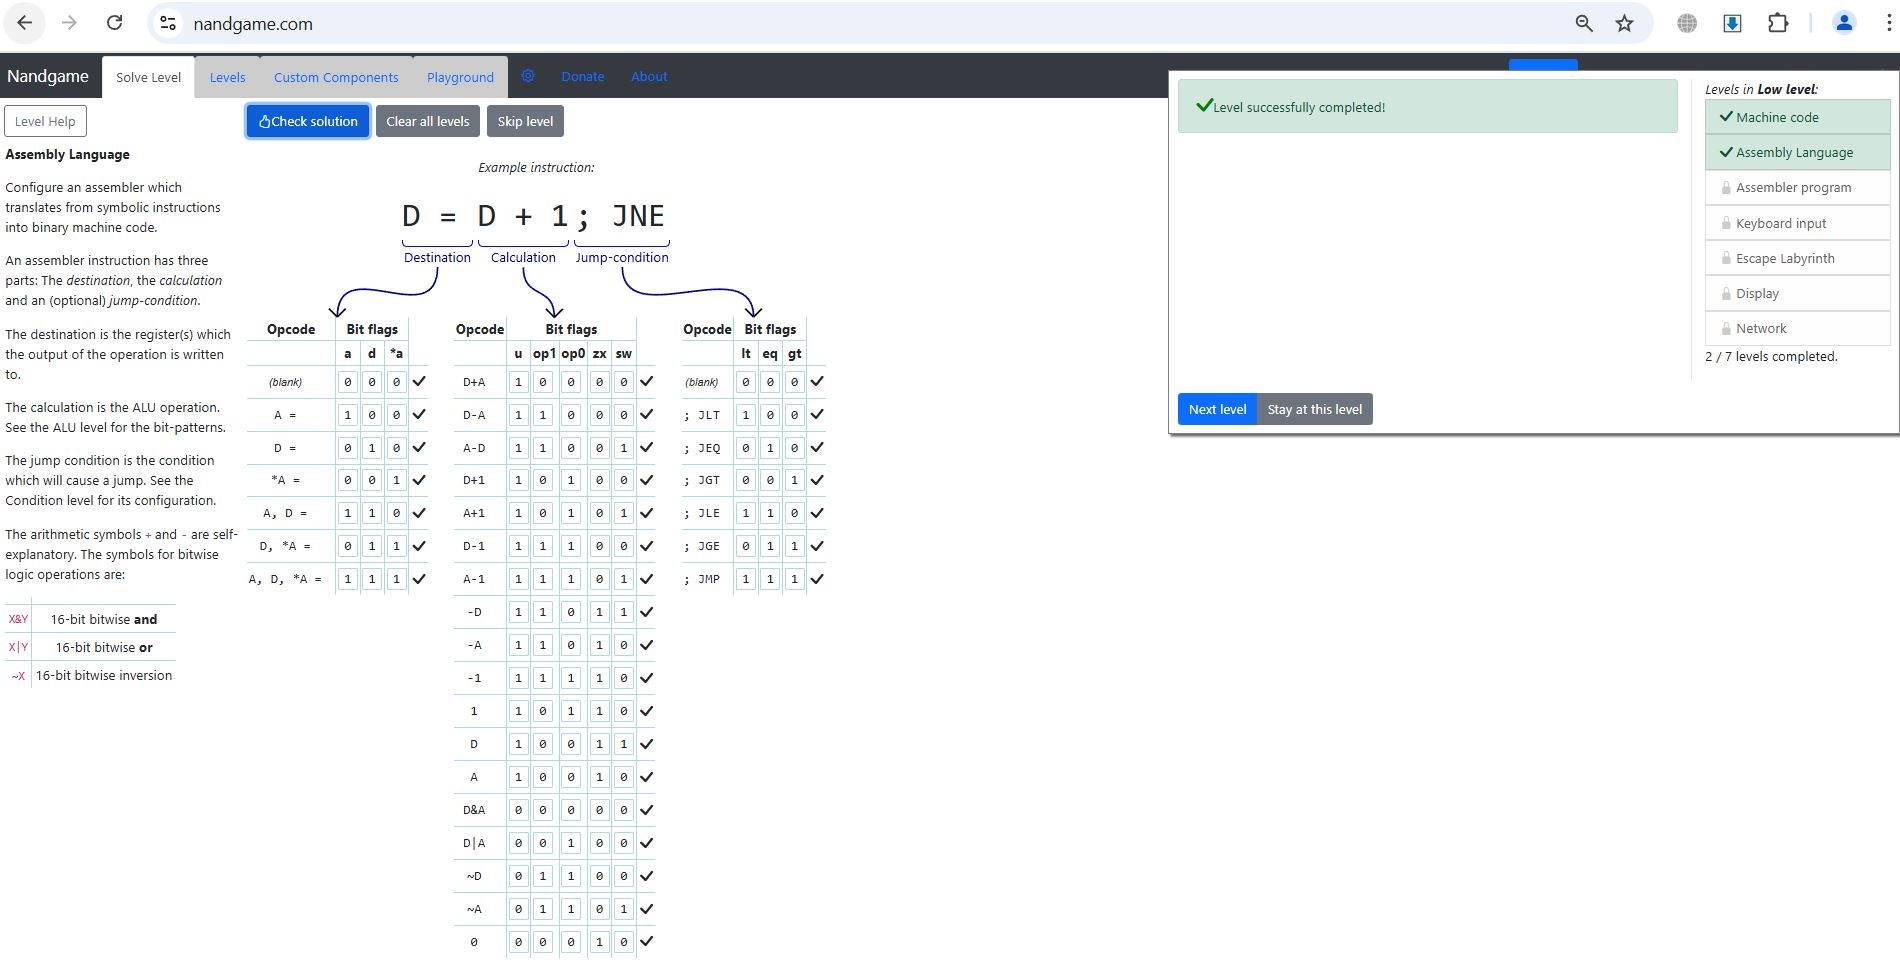 nandgame.com
Nandgame Solve Level Levels Custom Components Playground Donate About
Level Help
Check solution Clear all levels Skip level
Assembly Language
Configure an assembler which
translates from symbolic instructions
into binary machine code.
An assembler instruction has three
parts: The destination, the calculation
and an (optional) jump-condition.
The destination is the register(s) which
the output of the operation is written
to.
The calculation is the ALU operation.
See the ALU level for the bit-patterns.
The jump condition is the condition
which will cause a jump. See the
Condition level for its configuration.
The arithmetic symbols + and - are self-
explanatory. The symbols for bitwise
logic operations are:
X&Y 16-bit bitwise and
X|Y 16-bit bitwise or
~X 16-bit bitwise inversion
Example instruction:
D = D + 1; JNE
Destination Calculation Jump-condition
Opcode Bit flags
a d *a
(blank) 0 0 0
A = 1 0 0
D = 0 1 0
*A = 0 0 1
A, D = 1 1 0
D, *A = 0 1 1
A, D, *A = 1 1 1
Opcode Bit flags
u op1 op0 zx sw
D+A 1 0 0 0 0
D-A 1 1 0 0 0
A-D 1 1 0 0 1
D+1 1 0 1 0 0
A+1 1 0 1 0 1
D-1 1 1 1 0 0
A-1 1 1 1 0 1
-D 1 1 0 1 1
-A 1 1 0 1 0
-1 1 1 1 1 0
1 1 0 1 1 0
D 1 0 0 1 1
A 1 0 0 1 0
D&A 0 0 0 0 0
D|A 0 0 1 0 0
~D 0 1 1 0 0
~A 0 1 1 0 1
0 0 0 0 1 0
Opcode Bit flags
lt eq gt
(blank) 0 0 0
; JLT 1 0 0
; JEQ 0 1 0
; JGT 0 0 1
; JLE 1 1 0
; JGE 0 1 1
; JMP 1 1 1
Level successfully completed!
Next level Stay at this level
Levels in Low level:
Machine code
Assembly Language
Assembler program
Keyboard input
Escape Labyrinth
Display
Network
2 / 7 levels completed.